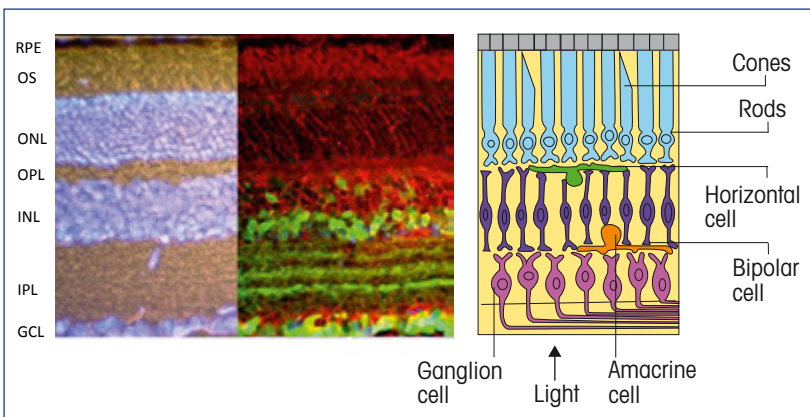 RPE
OS
ONL
OPL
INL
IPL
GCL
Cones
Rods
Horizontal
cell
Bipolar
cell
Ganglion
cell
Light
Amacrine
cell